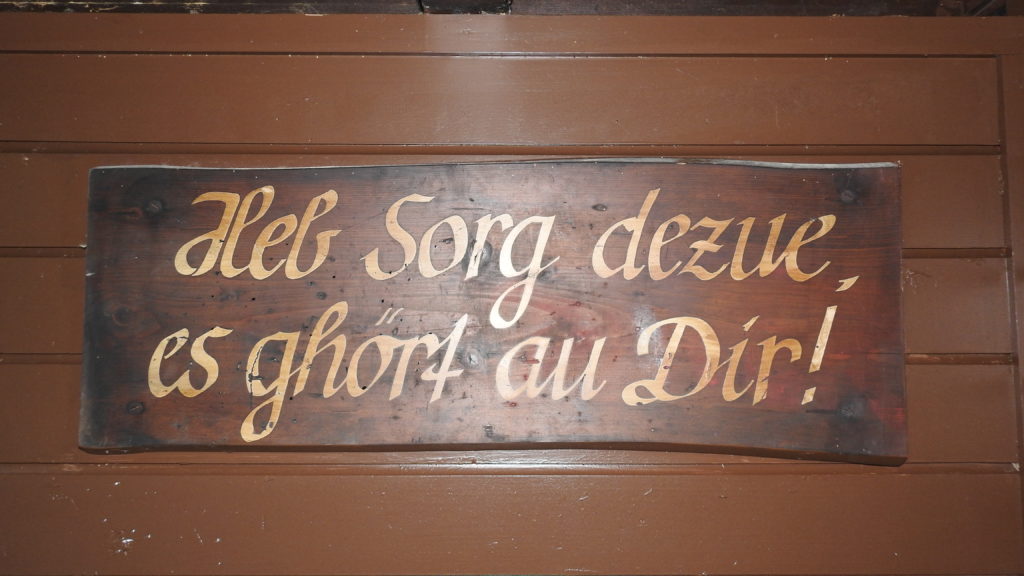 Heb Sorg dezue,
es ghört au Dir!